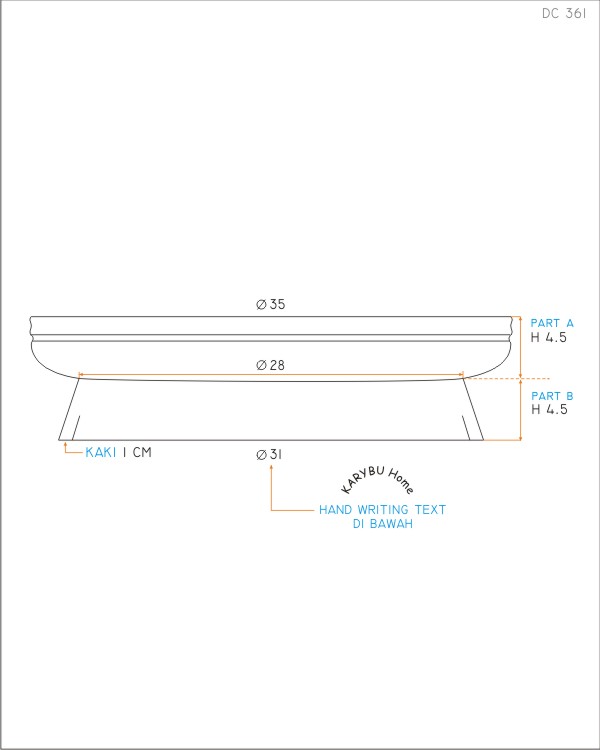 DC 361
Ø 35
PART A
H 4.5
Ø 28
PART B
H 4.5
KAKI 1 CM
Ø 31
KARYBU Home
HAND WRITING TEXT
DI BAWAH